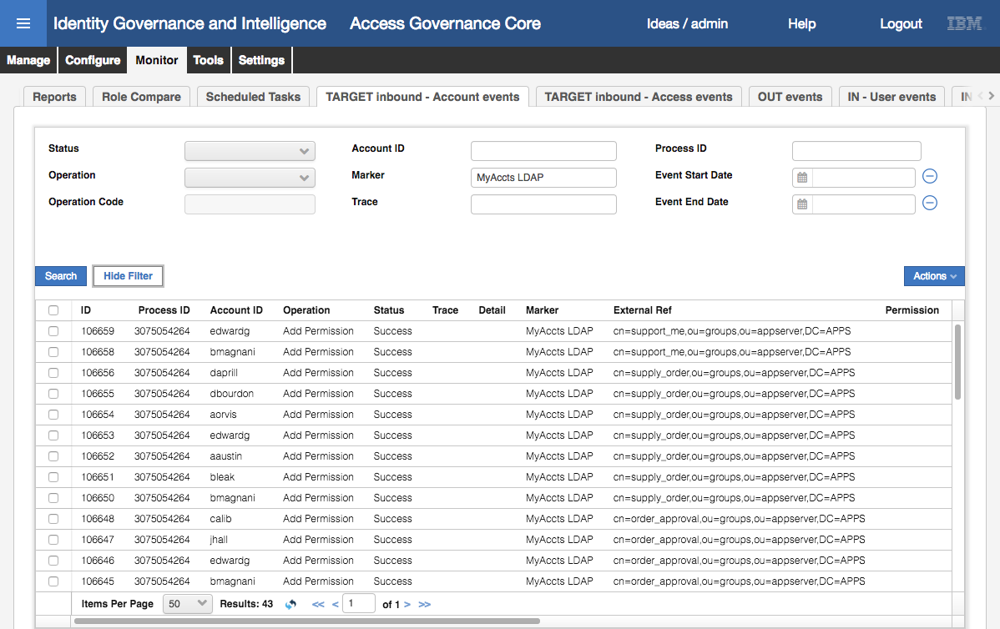 Identity Governance and Intelligence Access Governance Core Ideas / admin Help Logout IBM
Manage Configure Monitor Tools Settings
Reports Role Compare Scheduled Tasks TARGET inbound - Account events TARGET inbound - Access events OUT events IN - User events IN
Status Account ID Process ID
Operation Marker MyAccts LDAP Event Start Date
Operation Code Trace Event End Date
Search Hide Filter Actions
ID Process ID Account ID Operation Status Trace Detail Marker External Ref Permission
106659 3075054264 edwardg Add Permission Success MyAccts LDAP cn=support_me,ou=groups,ou=appserver,DC=APPS
106658 3075054264 bmagnani Add Permission Success MyAccts LDAP cn=support_me,ou=groups,ou=appserver,DC=APPS
106656 3075054264 daprill Add Permission Success MyAccts LDAP cn=supply_order,ou=groups,ou=appserver,DC=APPS
106655 3075054264 dbourdon Add Permission Success MyAccts LDAP cn=supply_order,ou=groups,ou=appserver,DC=APPS
106654 3075054264 aorvis Add Permission Success MyAccts LDAP cn=supply_order,ou=groups,ou=appserver,DC=APPS
106653 3075054264 edwardg Add Permission Success MyAccts LDAP cn=supply_order,ou=groups,ou=appserver,DC=APPS
106652 3075054264 aaustin Add Permission Success MyAccts LDAP cn=supply_order,ou=groups,ou=appserver,DC=APPS
106651 3075054264 bleak Add Permission Success MyAccts LDAP cn=supply_order,ou=groups,ou=appserver,DC=APPS
106650 3075054264 bmagnani Add Permission Success MyAccts LDAP cn=supply_order,ou=groups,ou=appserver,DC=APPS
106648 3075054264 calib Add Permission Success MyAccts LDAP cn=order_approval,ou=groups,ou=appserver,DC=APPS
106647 3075054264 jhall Add Permission Success MyAccts LDAP cn=order_approval,ou=groups,ou=appserver,DC=APPS
106646 3075054264 edwardg Add Permission Success MyAccts LDAP cn=order_approval,ou=groups,ou=appserver,DC=APPS
106645 3075054264 bmagnani Add Permission Success MyAccts LDAP cn=order_approval,ou=groups,ou=appserver,DC=APPS
Items Per Page 50 Results: 43 << < 1 of 1 > >>